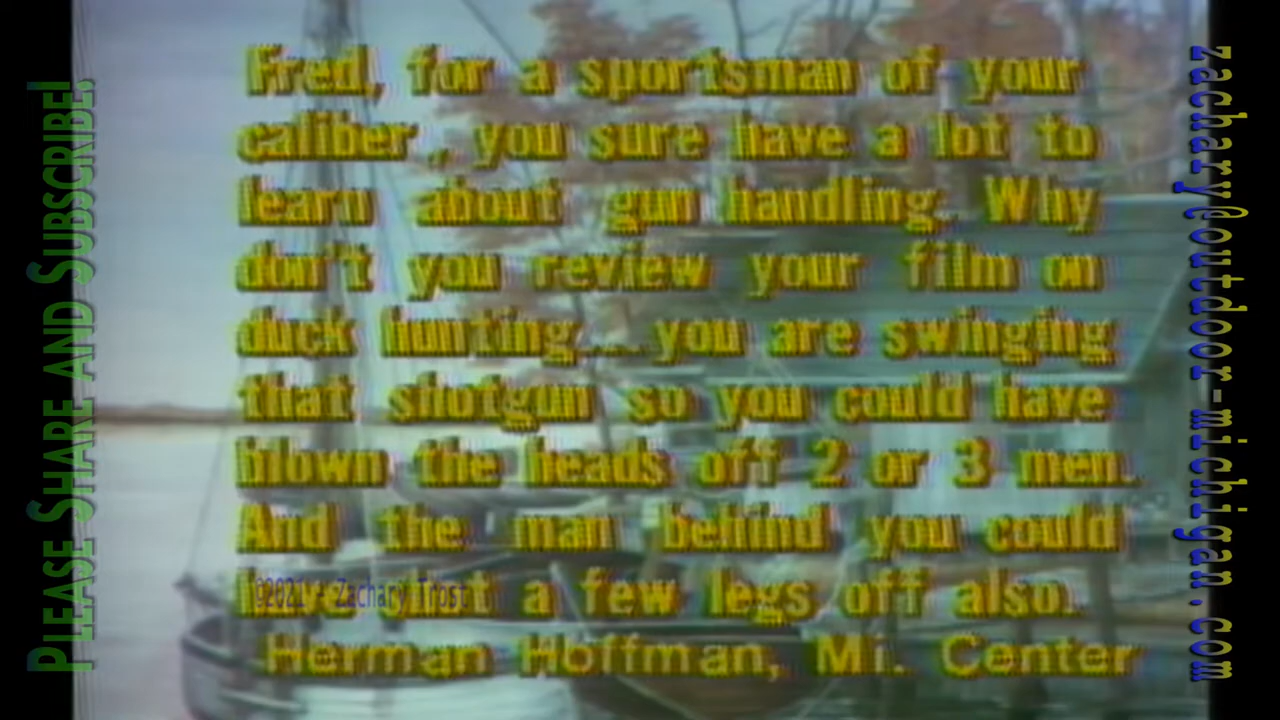 Fred, for a sportsman of your
caliber, you sure have a lot to
learn about gun handling. Why
don't you review your film on
duck hunting... you are swinging
that shotgun so you could have
blown the heads off 2 or 3 men.
And the man behind you could
a few legs off also.
Herman Hoffman, Mi. Center
©2021 - Zachary Trost
PLEASE SHARE AND SUBSCRIBE!
zachary@outdoor-michigan.com